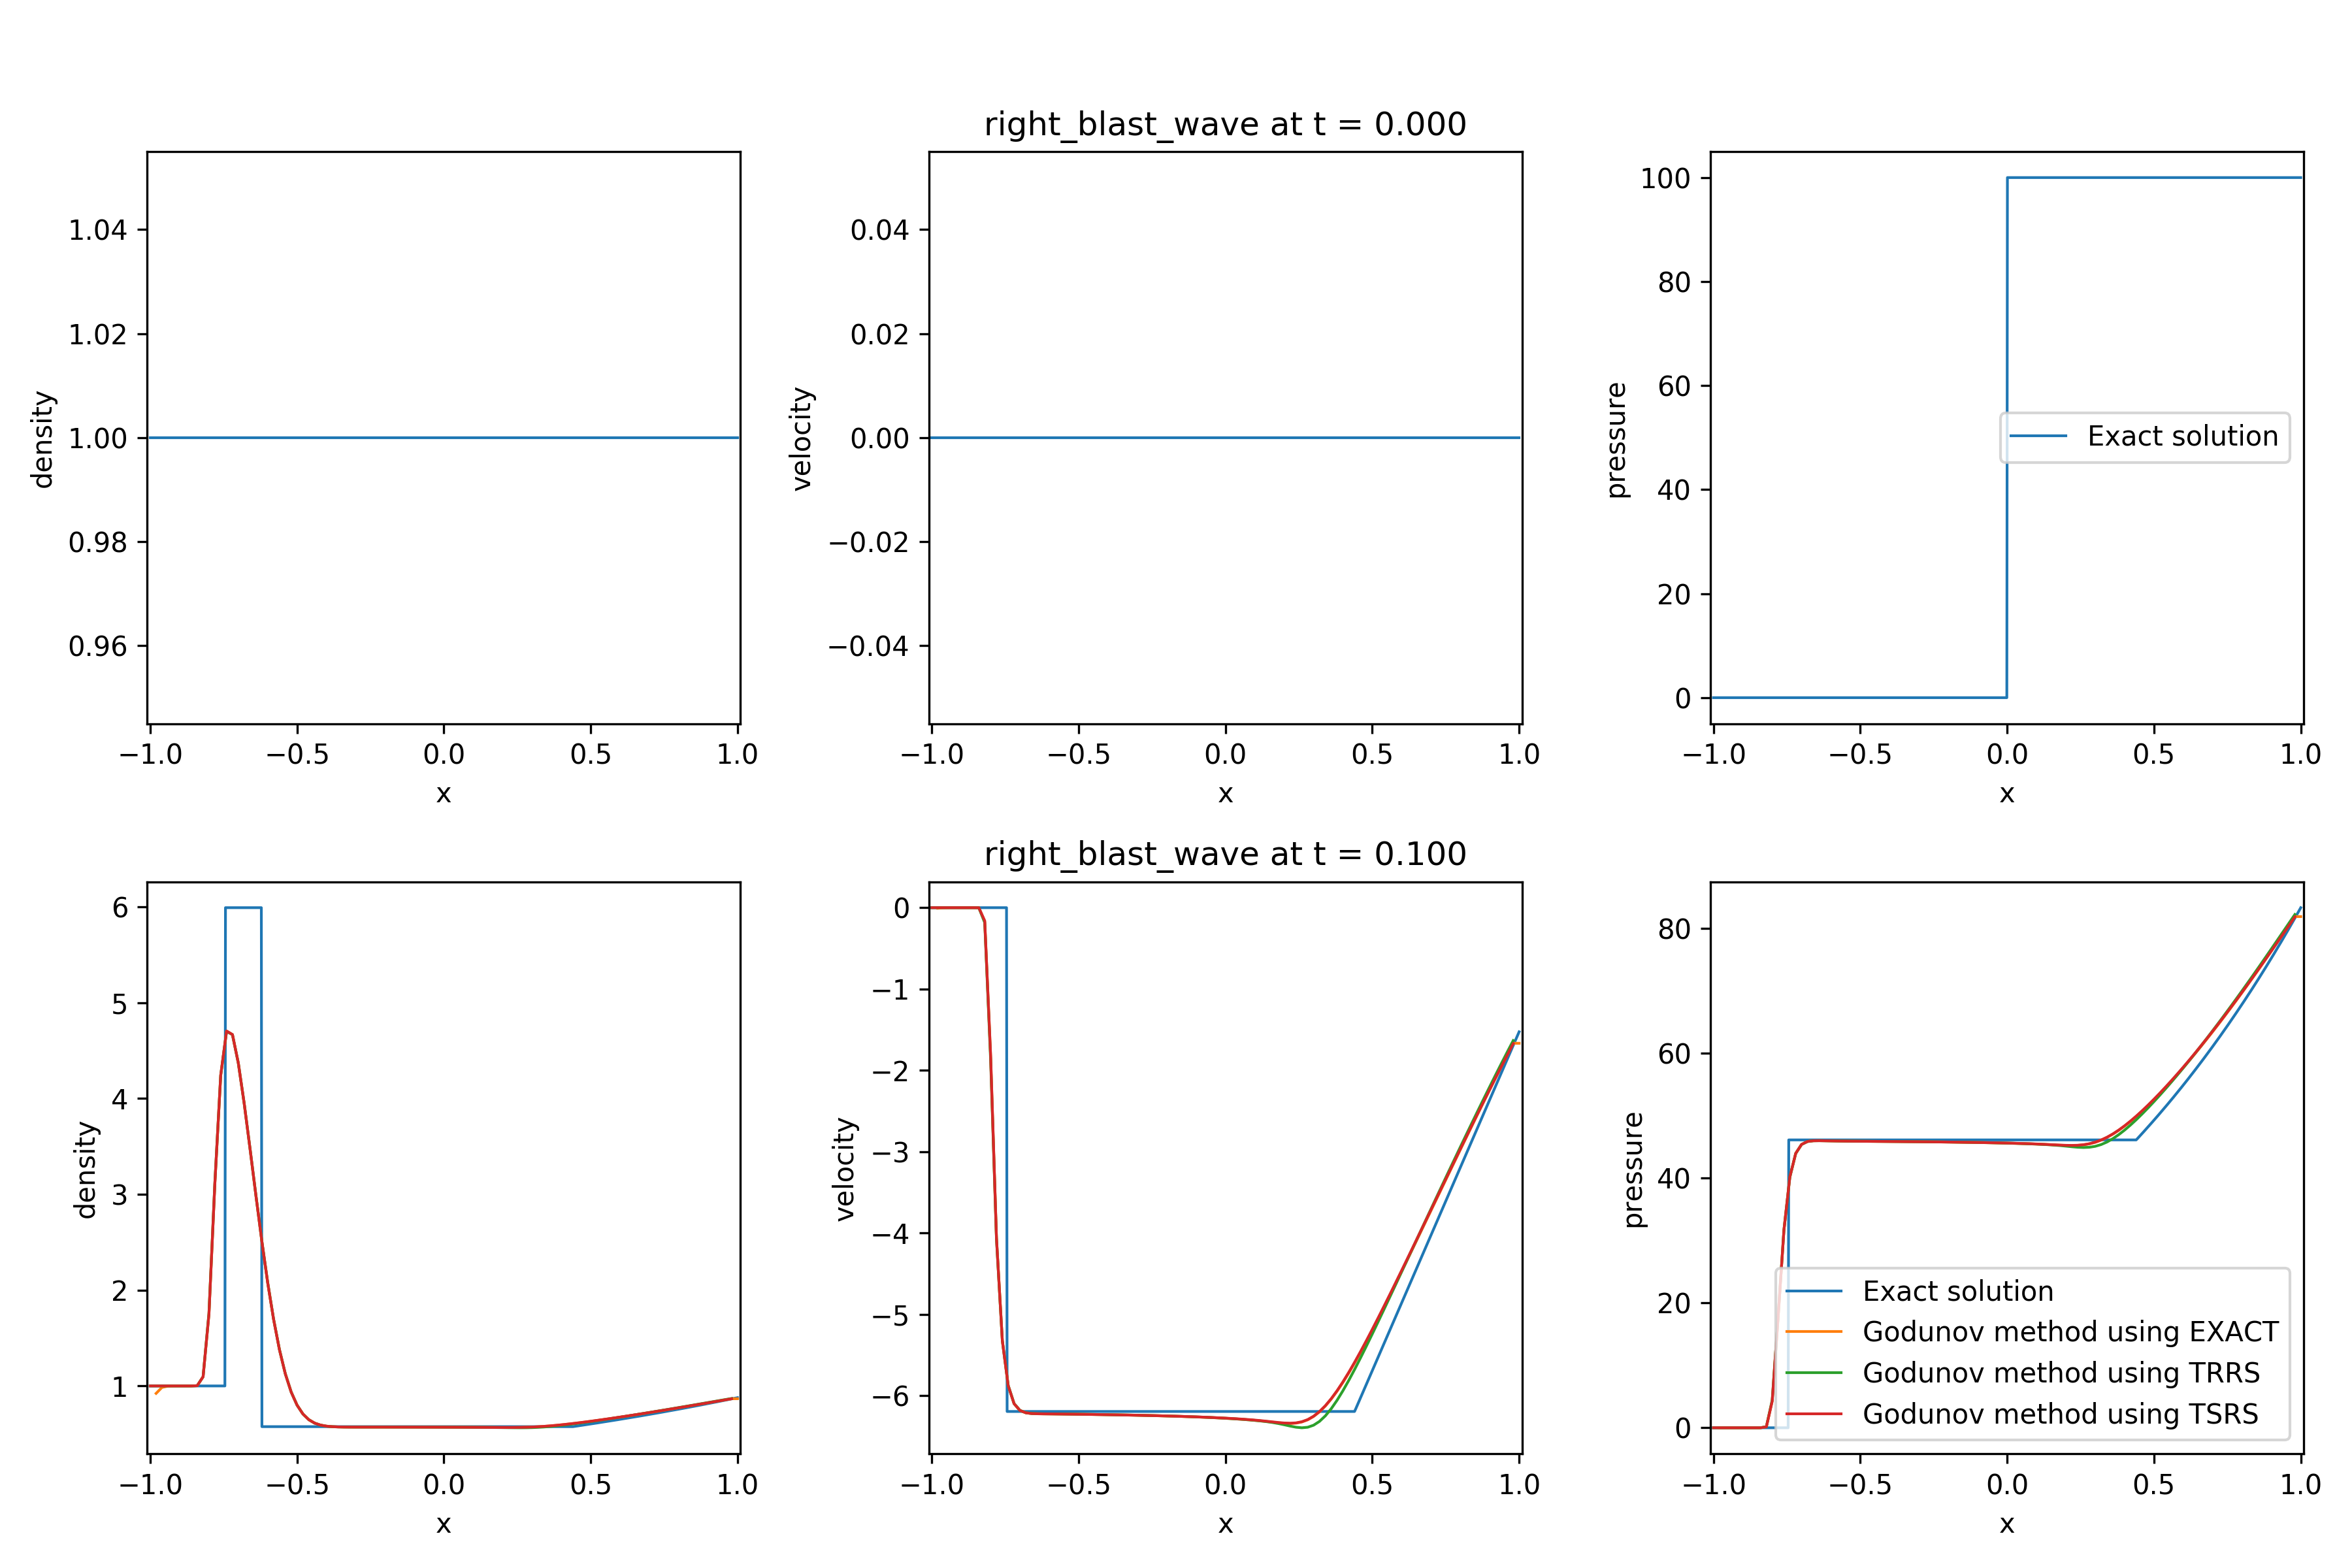 right_blast_wave at t = 0.000
density
1.04
1.02
1.00
0.98
0.96
−1.0 −0.5 0.0 0.5 1.0
x
velocity
0.04
0.02
0.00
−0.02
−0.04
−1.0 −0.5 0.0 0.5 1.0
x
pressure
100
80
60
40
20
0
Exact solution
−1.0 −0.5 0.0 0.5 1.0
x
right_blast_wave at t = 0.100
density
6
5
4
3
2
1
−1.0 −0.5 0.0 0.5 1.0
x
velocity
0
−1
−2
−3
−4
−5
−6
−1.0 −0.5 0.0 0.5 1.0
x
pressure
80
60
40
20
0
Exact solution
Godunov method using EXACT
Godunov method using TRRS
Godunov method using TSRS
−1.0 −0.5 0.0 0.5 1.0
x